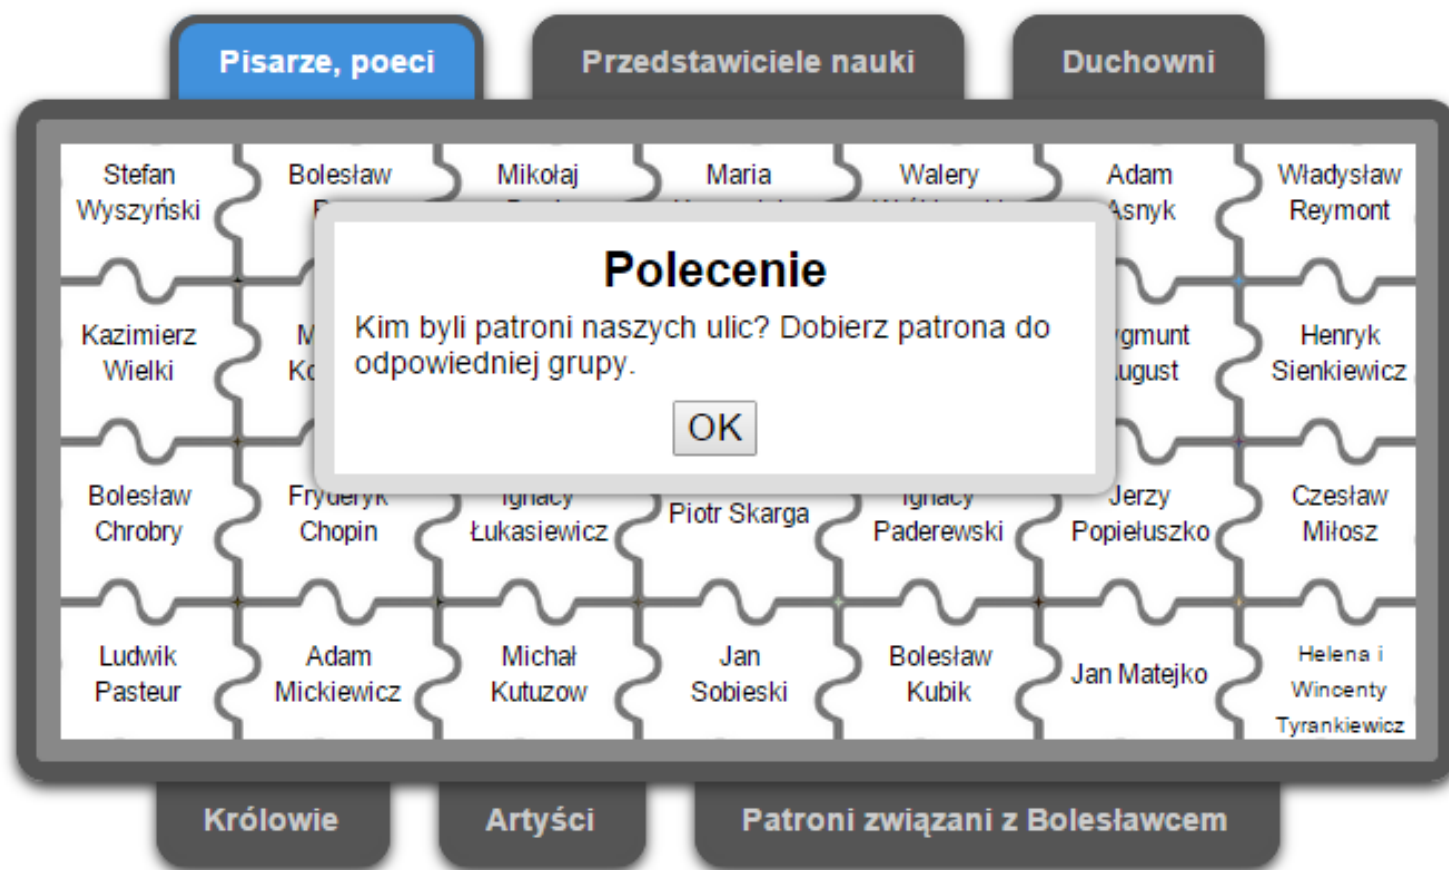 Pisarze, poeci
Przedstawiciele nauki
Duchowni
Stefan
Wyszyński
Bolesław
Mikołaj
Maria
Walery
Adam
Asnyk
Władysław
Reymont
Polecenie
Kim byli patroni naszych ulic? Dobierz patrona do
odpowiedniej grupy.
OK
Kazimierz
Wielki
Henryk
Sienkiewicz
Bolesław
Chrobry
Fryderyk
Chopin
Ignacy
Łukasiewicz
Piotr Skarga
Ignacy
Paderewski
Jerzy
Popiełuszko
Czesław
Miłosz
Ludwik
Pasteur
Adam
Mickiewicz
Michał
Kutuzow
Jan
Sobieski
Bolesław
Kubik
Jan Matejko
Helena i
Wincenty
Tyrankiewicz
Królowie
Artyści
Patroni związani z Bolesławcem